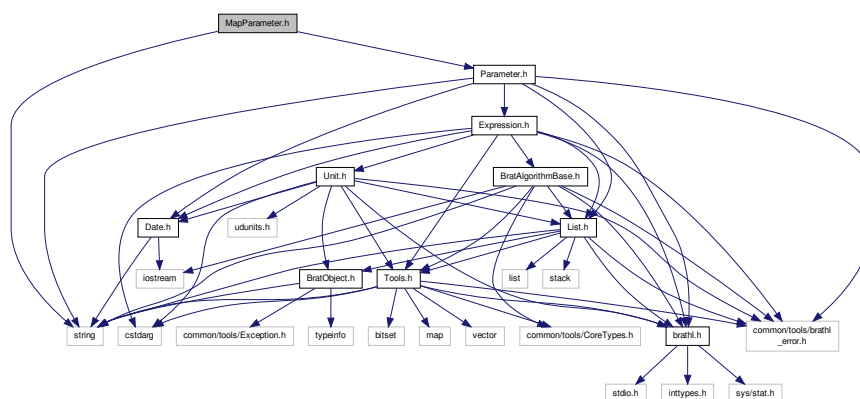 MapParameter.h
Parameter.h
Expression.h
Unit.h
BratAlgorithmBase.h
Date.h
udunits.h
List.h
iostream
BratObject.h
Tools.h
list
stack
string
cstdarg
common/tools/Exception.h
typeinfo
bitset
map
vector
common/tools/CoreTypes.h
brathl.h
common/tools/brathl
_error.h
stdio.h
inttypes.h
sys/stat.h